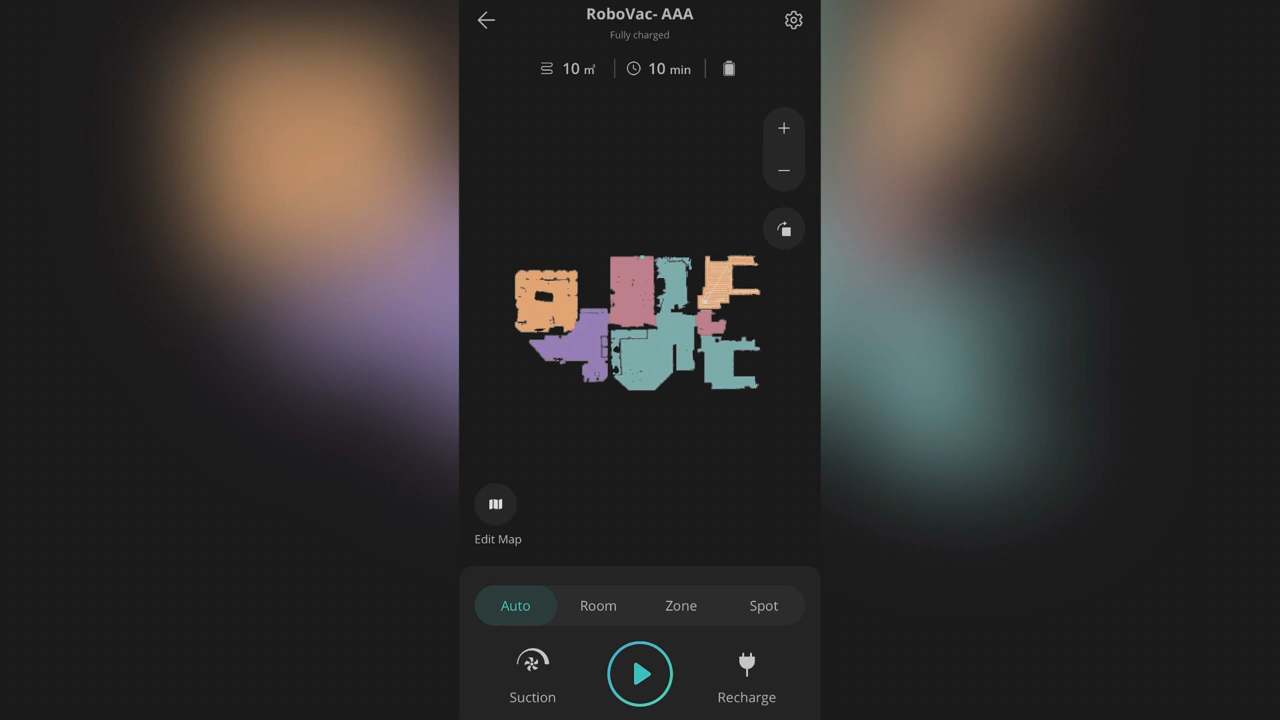 RoboVac- AAA
Fully charged
10 ㎡ 10 min
Edit Map
Auto Room Zone Spot
Suction Recharge